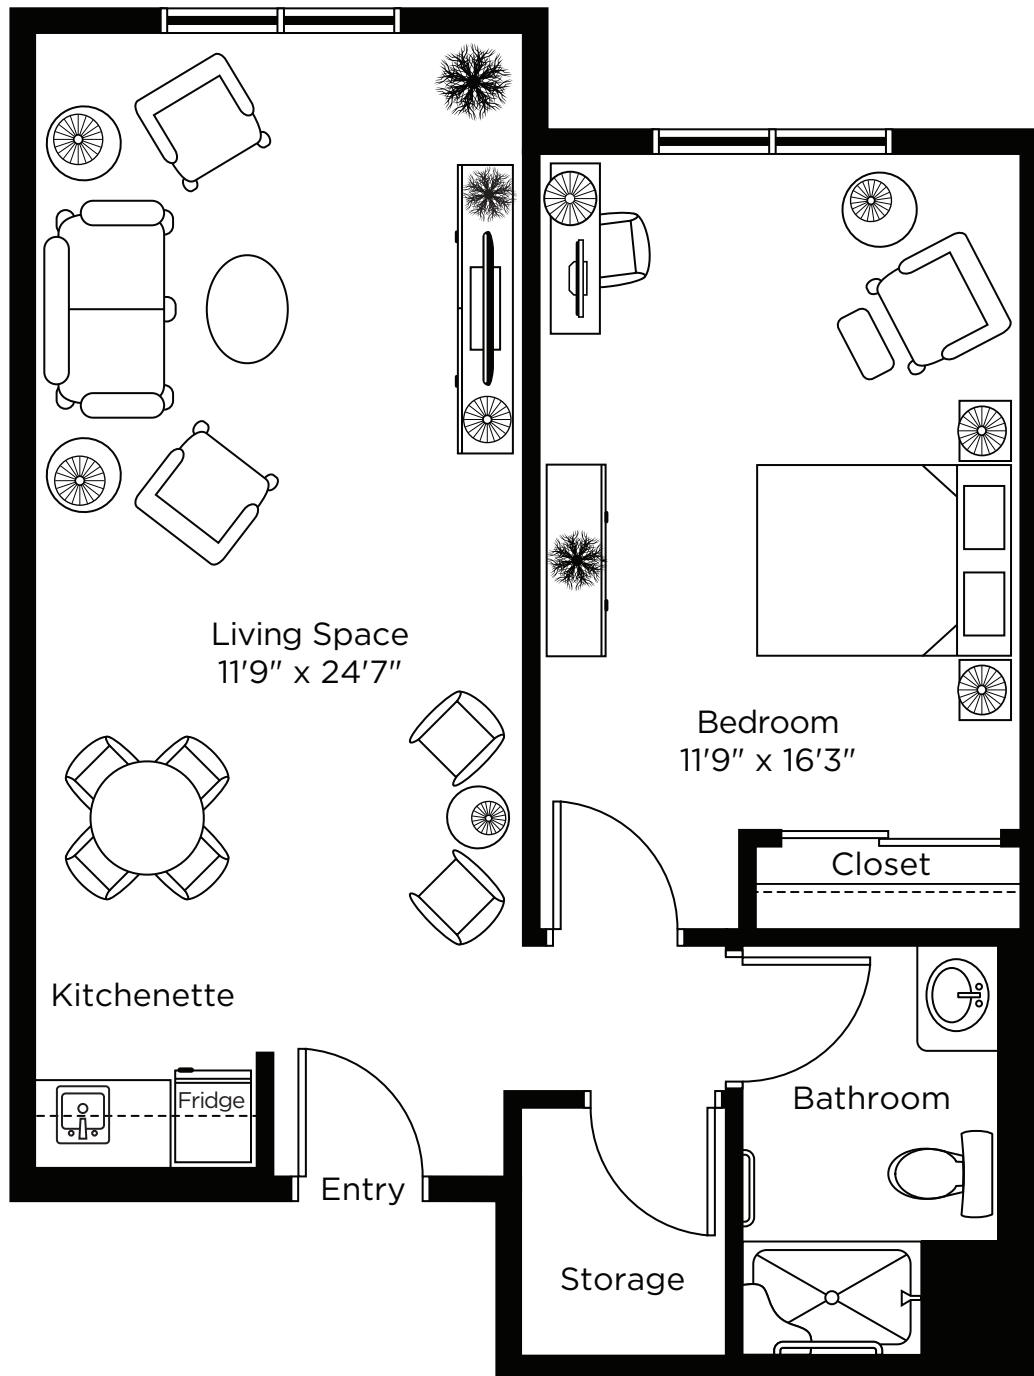 Living Space
11'9" x 24'7"
Bedroom
11'9" x 16'3"
Closet
Kitchenette
Fridge
Bathroom
Entry
Storage